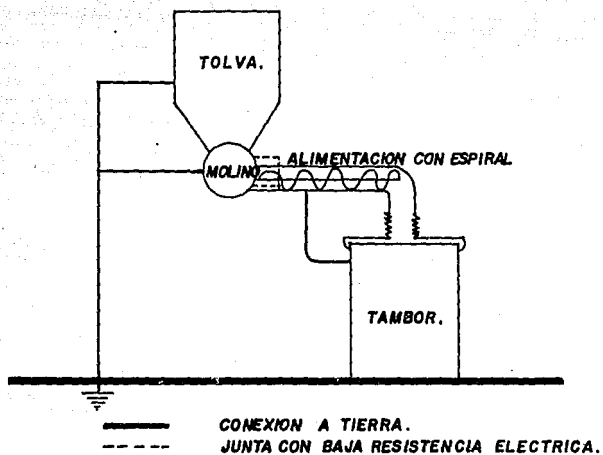 TOLVA.
ALIMENTACION CON ESPIRAL
MOLINO
TAMBOR.
CONEXION A TIERRA.
JUNTA CON BAJA RESISTENCIA ELECTRICA.